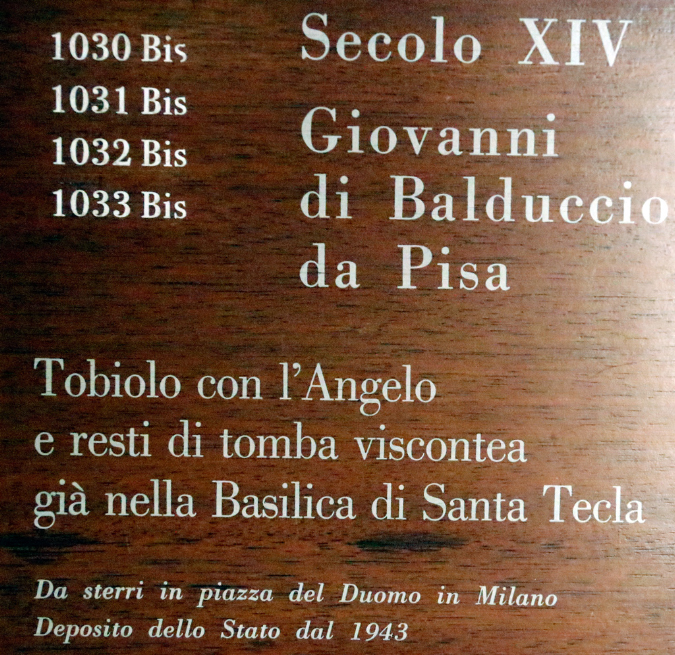 1030 Bis
1031 Bis
1032 Bis
1033 Bis
Secolo XIV
Giovanni
di Balduccio
da Pisa
Tobiolo con l'Angelo
e resti di tomba viscontea
già nella Basilica di Santa Tecla
Da sterri in piazza del Duomo in Milano
Deposito dello Stato dal 1943